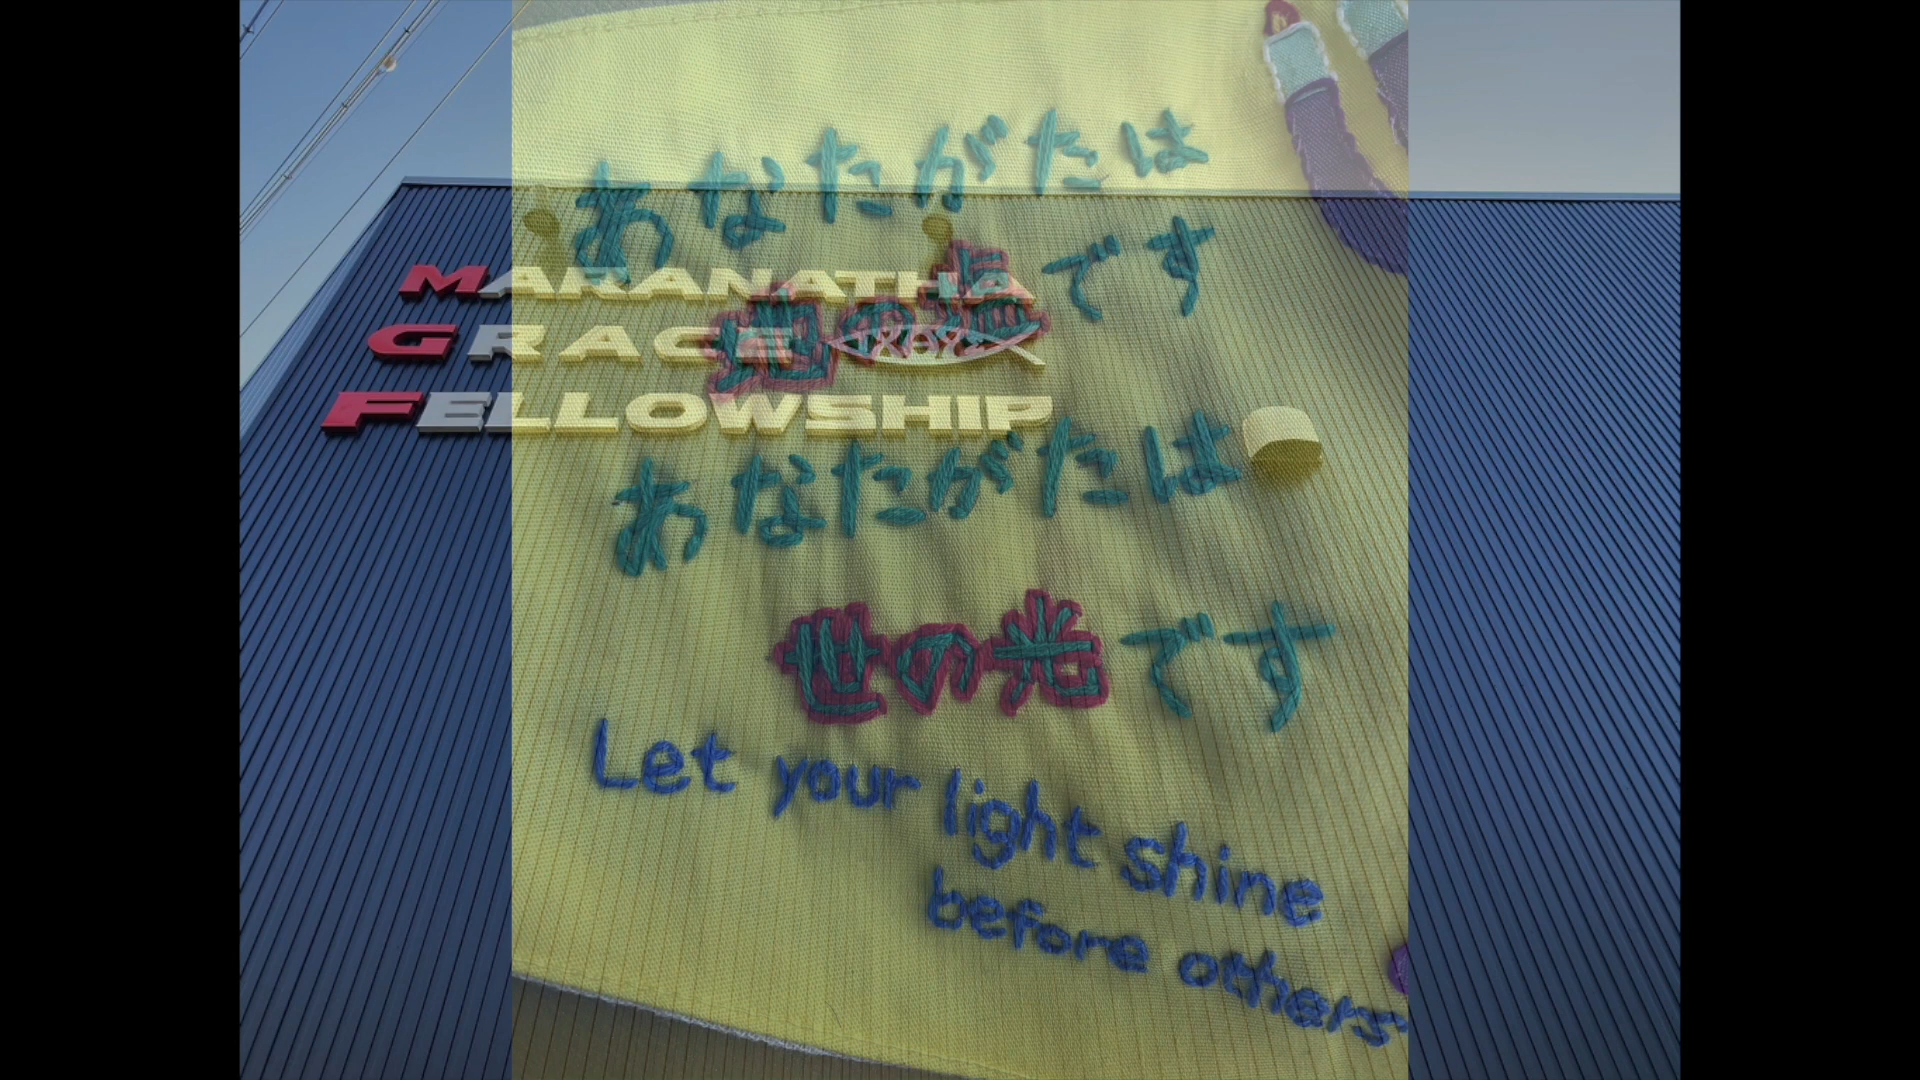 あなたがたは
地の塩です
MARANATHA
GRACE ΙΧΘΥΣ
FELLOWSHIP
あなたがたは
世の光です
Let your light shine
before others